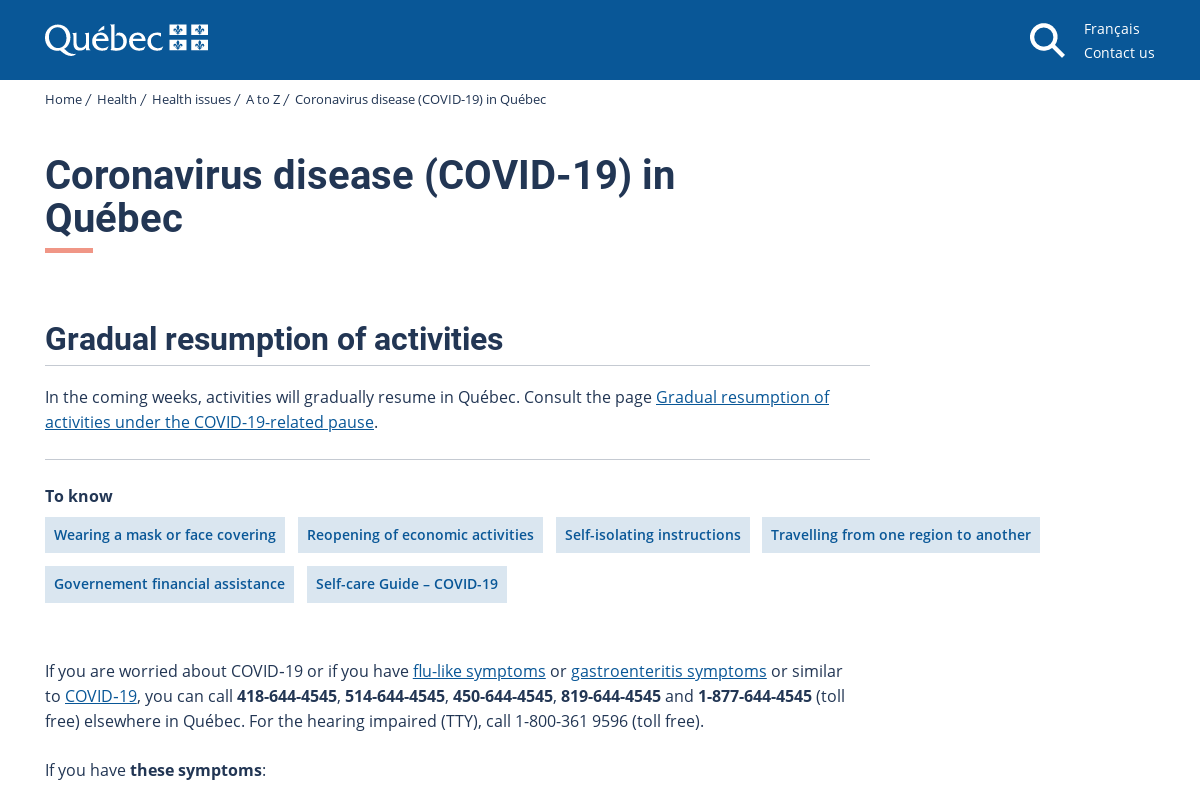 Québec
Français
Contact us
Home / Health / Health issues / A to Z / Coronavirus disease (COVID-19) in Québec
Coronavirus disease (COVID-19) in
Québec
Gradual resumption of activities
In the coming weeks, activities will gradually resume in Québec. Consult the page Gradual resumption of
activities under the COVID-19-related pause.
To know
Wearing a mask or face covering Reopening of economic activities Self-isolating instructions Travelling from one region to another
Governement financial assistance Self-care Guide – COVID-19
If you are worried about COVID-19 or if you have flu-like symptoms or gastroenteritis symptoms or similar
to COVID-19, you can call 418-644-4545, 514-644-4545, 450-644-4545, 819-644-4545 and 1-877-644-4545 (toll
free) elsewhere in Québec. For the hearing impaired (TTY), call 1-800-361 9596 (toll free).
If you have these symptoms: